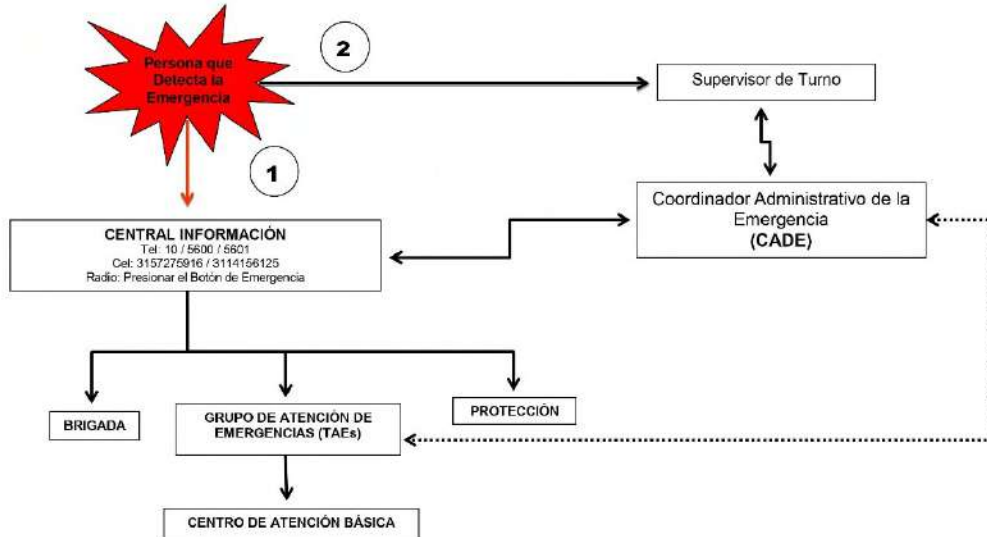 Persona que
Detecta la
Emergencia
2
Supervisor de Turno
1
Coordinador Administrativo de la
Emergencia
(CADE)
CENTRAL INFORMACIÓN
Tel: 10 / 5600 / 5601
Cel: 3157275916 / 3114156125
Radio: Presionar el Botón de Emergencia
BRIGADA
GRUPO DE ATENCIÓN DE
EMERGENCIAS (TAEs)
PROTECCIÓN
CENTRO DE ATENCIÓN BÁSICA